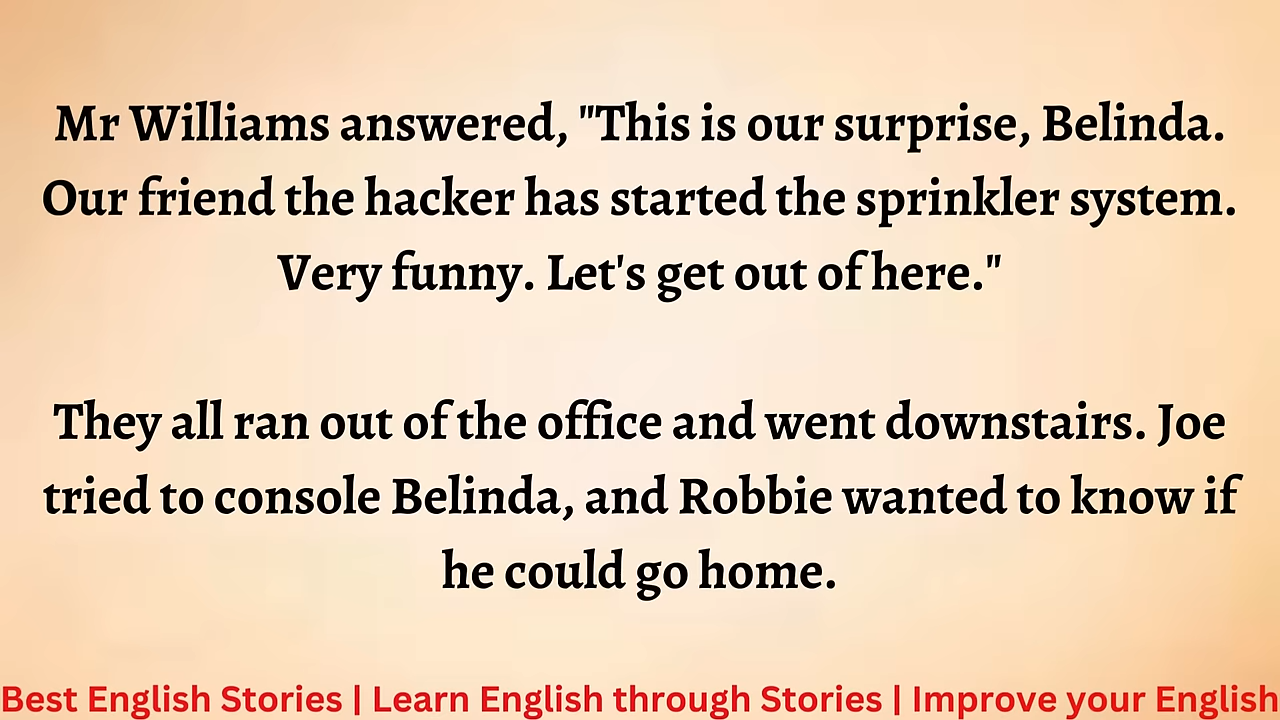 Mr Williams answered, "This is our surprise, Belinda.
Our friend the hacker has started the sprinkler system.
Very funny. Let's get out of here."
They all ran out of the office and went downstairs. Joe
tried to console Belinda, and Robbie wanted to know if
he could go home.
Best English Stories | Learn English through Stories | Improve your English